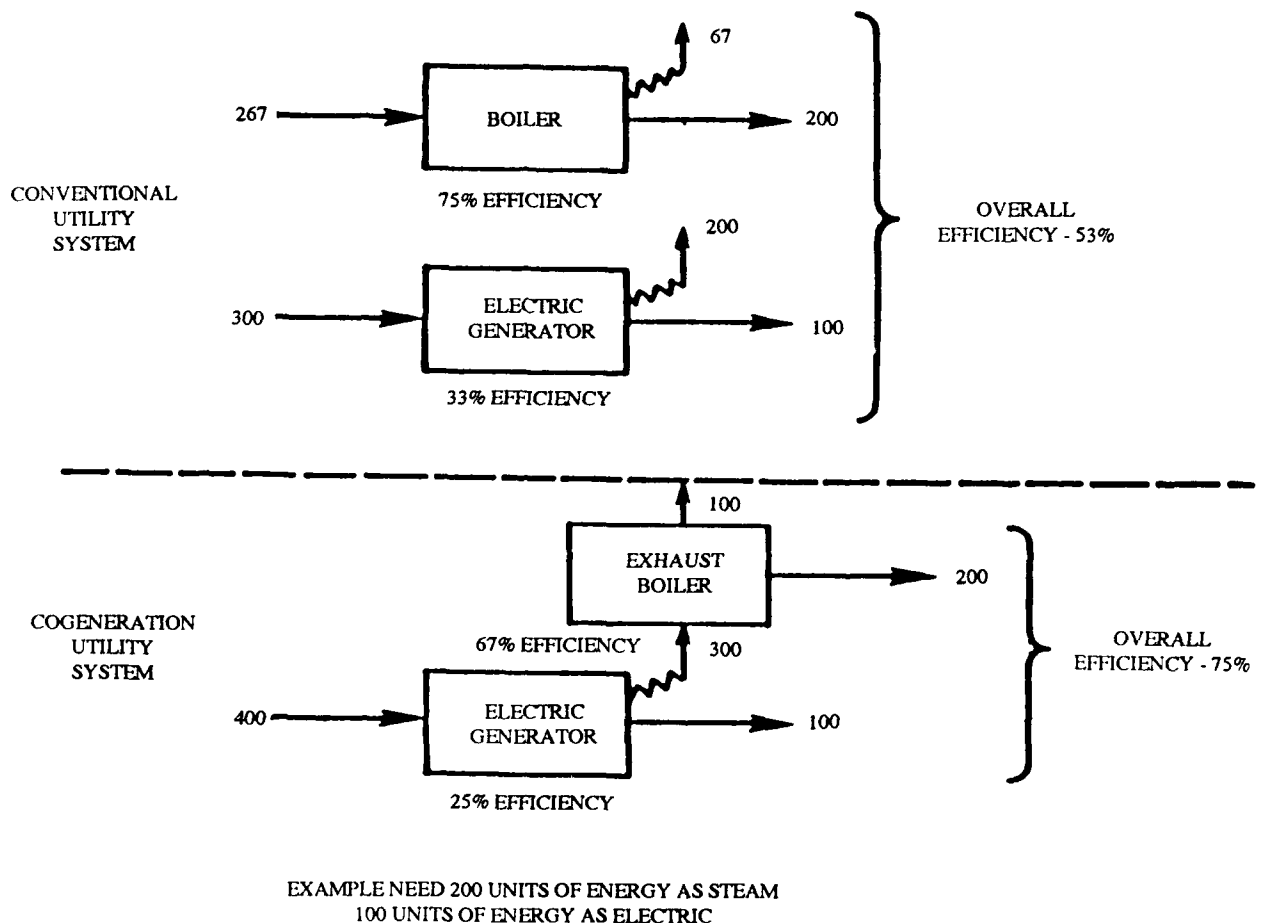 67
267
BOILER
200
75% EFFICIENCY
CONVENTIONAL
UTILITY
SYSTEM
OVERALL
EFFICIENCY - 53%
200
300
ELECTRIC
GENERATOR
100
33% EFFICIENCY
100
EXHAUST
BOILER
200
67% EFFICIENCY
300
COGENERATION
UTILITY
SYSTEM
OVERALL
EFFICIENCY - 75%
400
ELECTRIC
GENERATOR
100
25% EFFICIENCY
EXAMPLE NEED 200 UNITS OF ENERGY AS STEAM
100 UNITS OF ENERGY AS ELECTRIC